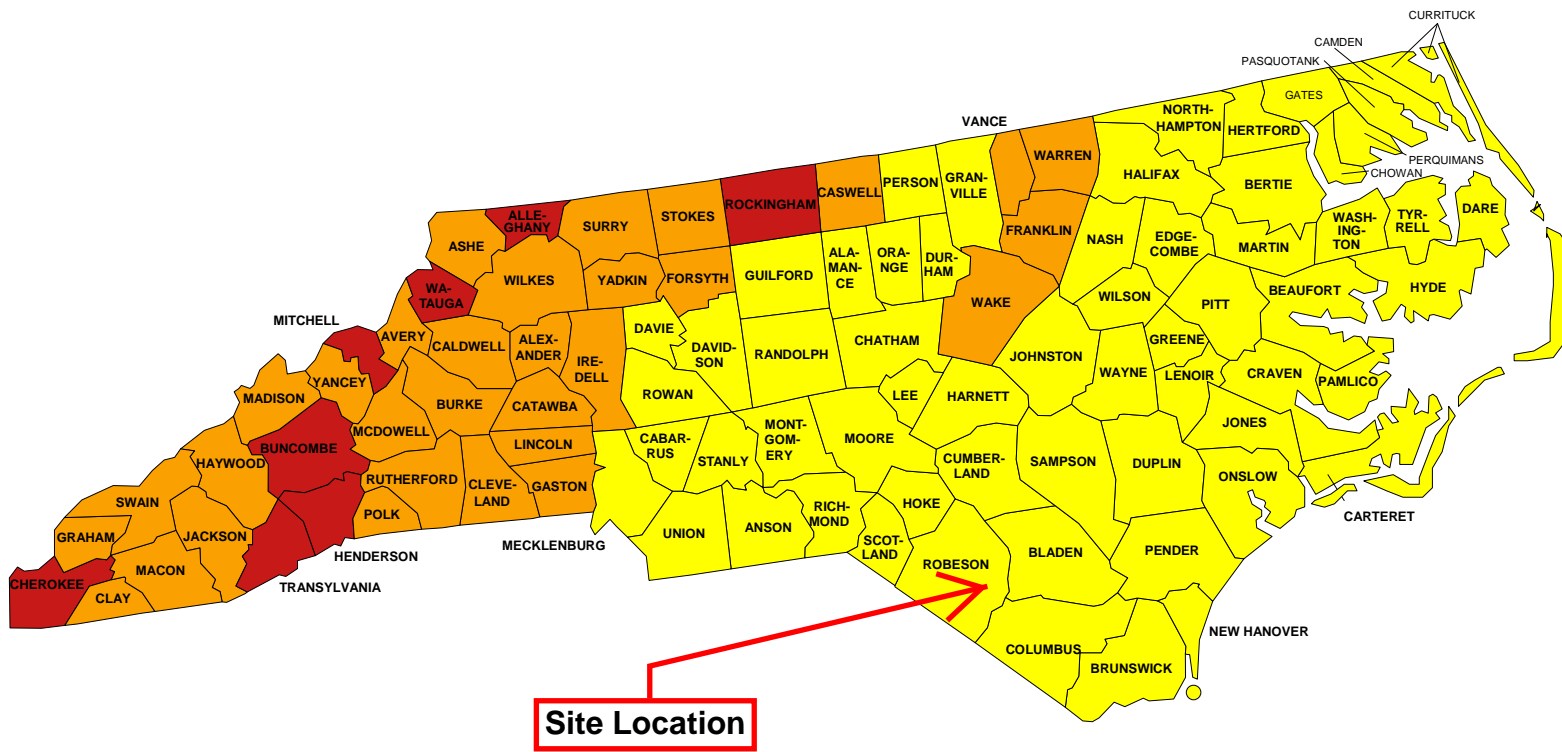 CURRITUCK
CAMDEN
PASQUOTANK
GATES
NORTH-
HAMPTON
HERTFORD
VANCE
WARREN
PERQUIMANS
CHOWAN
HALIFAX
BERTIE
PERSON
GRAN-
VILLE
CASWELL
ROCKINGHAM
STOKES
SURRY
ALLE-
GHANY
ASHE
WILKES
YADKIN
FORSYTH
GUILFORD
ALA-
MAN-
CE
OR-
ANGE
DUR-
HAM
FRANKLIN
NASH
EDGE-
COMBE
MARTIN
WASH-
ING-
TON
TYR-
RELL
DARE
WA-
TAUGA
MITCHELL
AVERY
CALDWELL
ALEX-
ANDER
IRE-
DELL
DAVIE
DAVID-
SON
RANDOLPH
CHATHAM
WAKE
WILSON
PITT
BEAUFORT
HYDE
YANCEY
MADISON
BURKE
CATAWBA
ROWAN
LEE
HARNETT
JOHNSTON
WAYNE
GREENE
LENOIR
CRAVEN
PAMLICO
BUNCOMBE
MCDOWELL
LINCOLN
CABAR-
RUS
STANLY
MONT-
GOM-
ERY
MOORE
CUMBER-
LAND
SAMPSON
DUPLIN
JONES
ONSLOW
HAYWOOD
RUTHERFORD
CLEVE-
LAND
GASTON
SWAIN
POLK
GRAHAM
JACKSON
HENDERSON
MECKLENBURG
UNION
ANSON
RICH-
MOND
HOKE
SCOT-
LAND
ROBESON
BLADEN
PENDER
CARTERET
CHEROKEE
MACON
CLAY
TRANSYLVANIA
COLUMBUS
BRUNSWICK
NEW HANOVER
Site Location